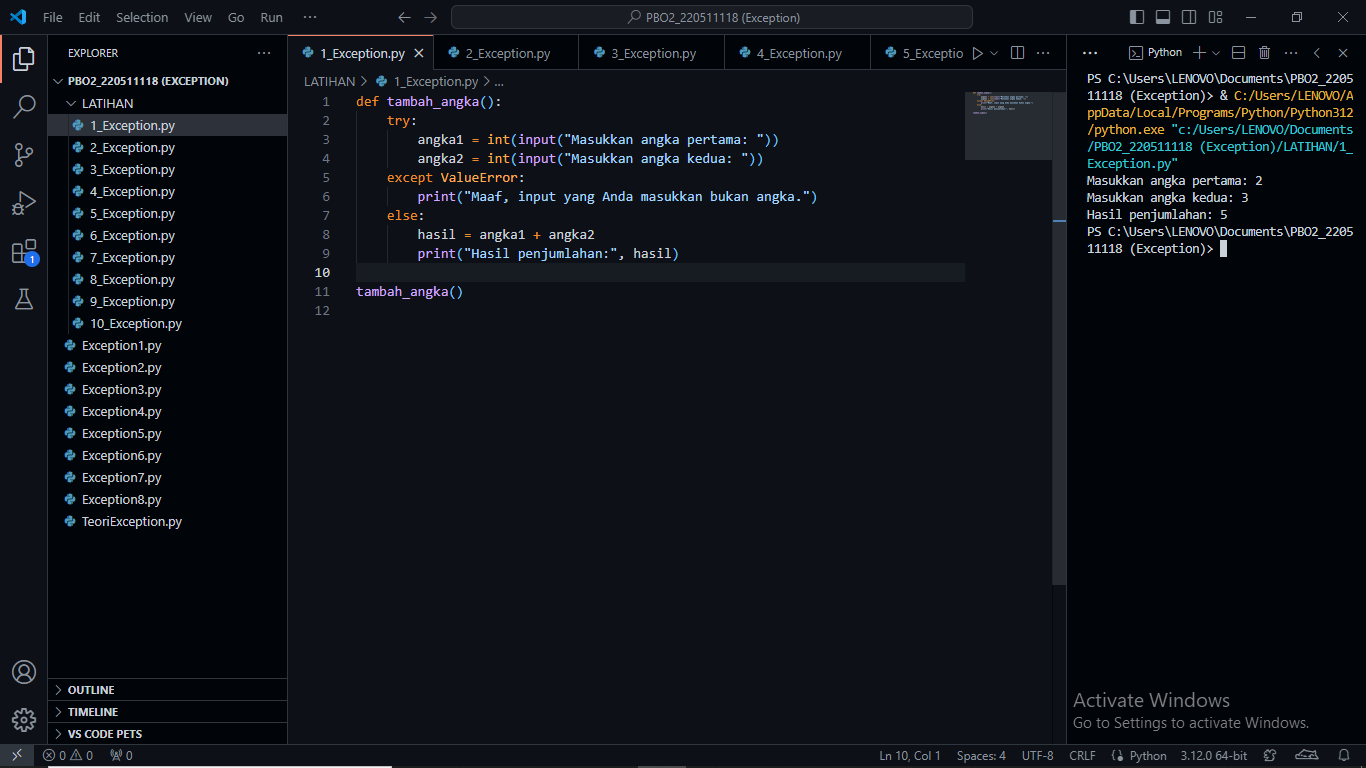 File Edit Selection View Go Run ··· PBO2_220511118 (Exception)
EXPLORER ···
PBO2_220511118 (EXCEPTION)
LATIHAN
1_Exception.py
2_Exception.py
3_Exception.py
4_Exception.py
5_Exception.py
6_Exception.py
7_Exception.py
8_Exception.py
9_Exception.py
10_Exception.py
Exception1.py
Exception2.py
Exception3.py
Exception4.py
Exception5.py
Exception6.py
Exception7.py
Exception8.py
TeoriException.py
OUTLINE
TIMELINE
VS CODE PETS
1
1_Exception.py 2_Exception.py 3_Exception.py 4_Exception.py 5_Exceptio ···
LATIHAN > 1_Exception.py > ...
1 def tambah_angka():
2 try:
3 angka1 = int(input("Masukkan angka pertama: "))
4 angka2 = int(input("Masukkan angka kedua: "))
5 except ValueError:
6 print("Maaf, input yang Anda masukkan bukan angka.")
7 else:
8 hasil = angka1 + angka2
9 print("Hasil penjumlahan:", hasil)
10
11 tambah_angka()
12
··· Python ···
PS C:\Users\LENOVO\Documents\PBO2_2205
11118 (Exception)> & C:/Users/LENOVO/A
ppData/Local/Programs/Python/Python312
/python.exe "c:/Users/LENOVO/Documents
/PBO2_220511118 (Exception)/LATIHAN/1_
Exception.py"
Masukkan angka pertama: 2
Masukkan angka kedua: 3
Hasil penjumlahan: 5
PS C:\Users\LENOVO\Documents\PBO2_2205
11118 (Exception)>
Activate Windows
Go to Settings to activate Windows.
0 0 0 Ln 10, Col 1 Spaces: 4 UTF-8 CRLF Python 3.12.0 64-bit